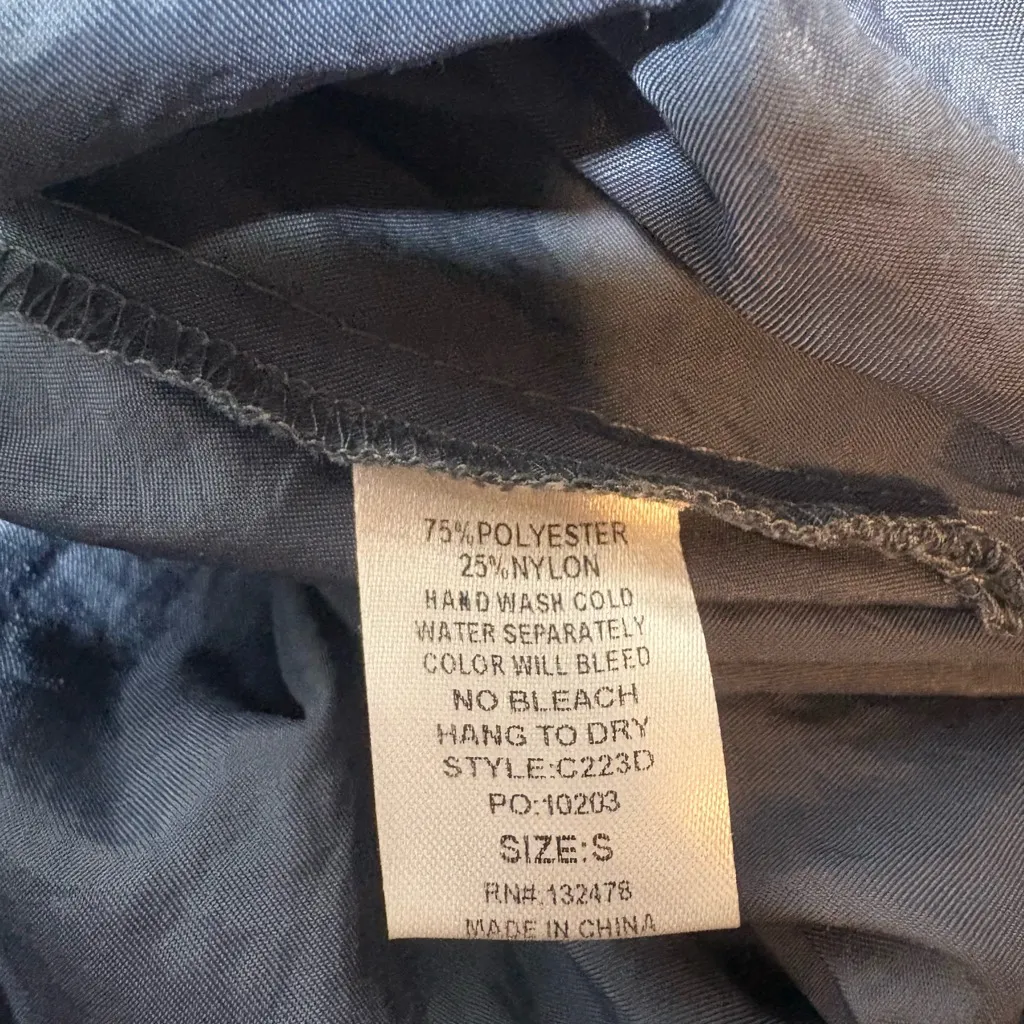 75%POLYESTER
25%NYLON
HAND WASH COLD
WATER SEPARATELY
COLOR WILL BLEED
NO BLEACH
HANG TO DRY
STYLE:C223D
PO:10203
SIZE:S
RN#.132478
MADE IN CHINA